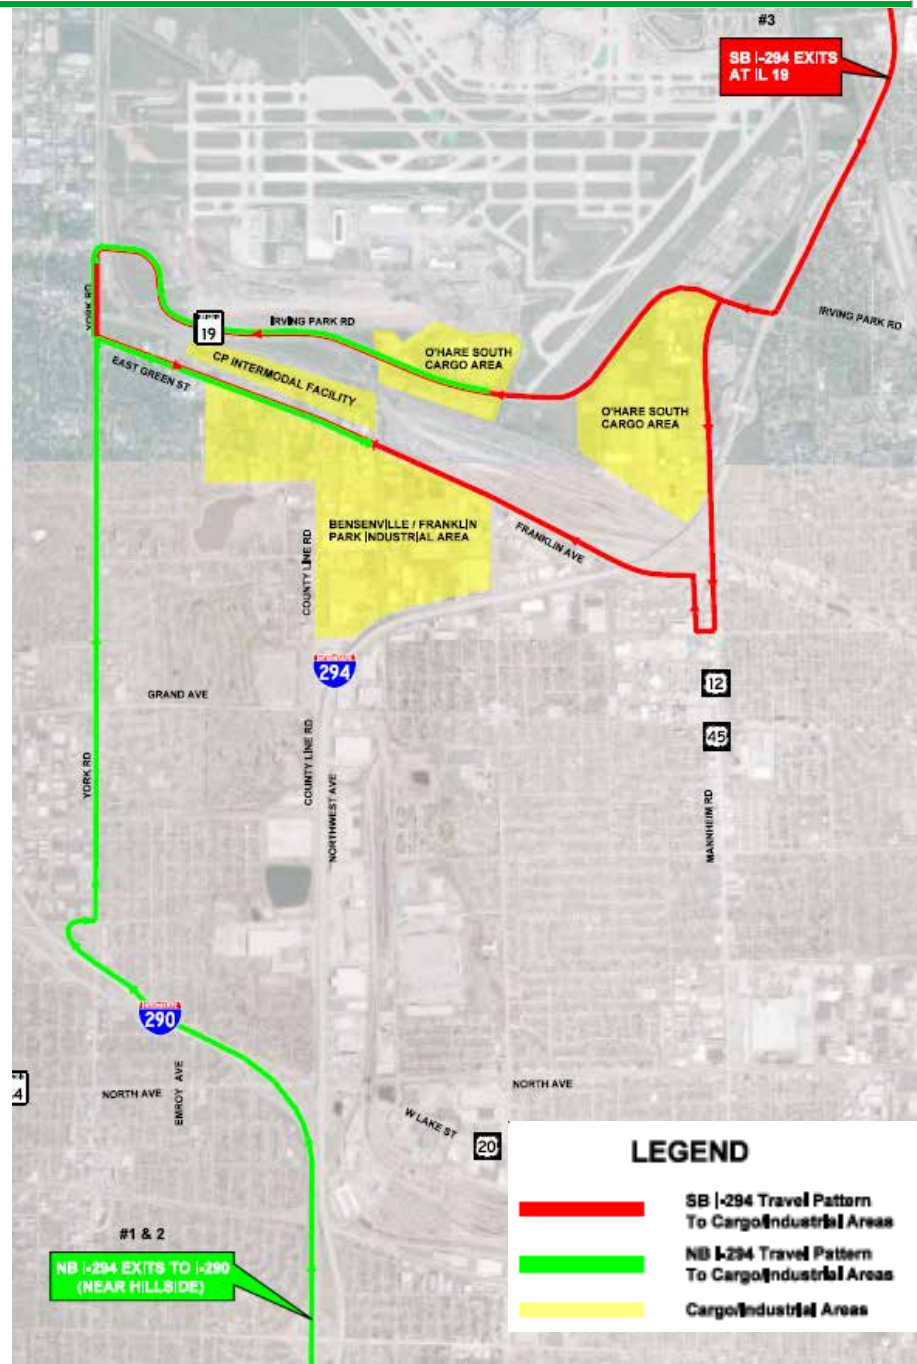 #3
SB I-294 EXITS
AT IL 19
YORK RD
19
IRVING PARK RD
IRVING PARK RD
O'HARE SOUTH
CARGO AREA
CP INTERMODAL FACILITY
EAST GREEN ST
O'HARE SOUTH
CARGO AREA
BENSENVILLE / FRANKLIN
PARK INDUSTRIAL AREA
FRANKLIN AVE
COUNTY LINE RD
294
12
GRAND AVE
45
YORK RD
COUNTY LINE RD
NORTHWEST AVE
MANNHEIM RD
290
4
NORTH AVE
EMROY AVE
NORTH AVE
W LAKE ST
20
#1 & 2
NB I-294 EXITS TO I-290
(NEAR HILLSIDE)
LEGEND
SB I-294 Travel Pattern
To Cargo/Industrial Areas
NB I-294 Travel Pattern
To Cargo/Industrial Areas
Cargo/Industrial Areas